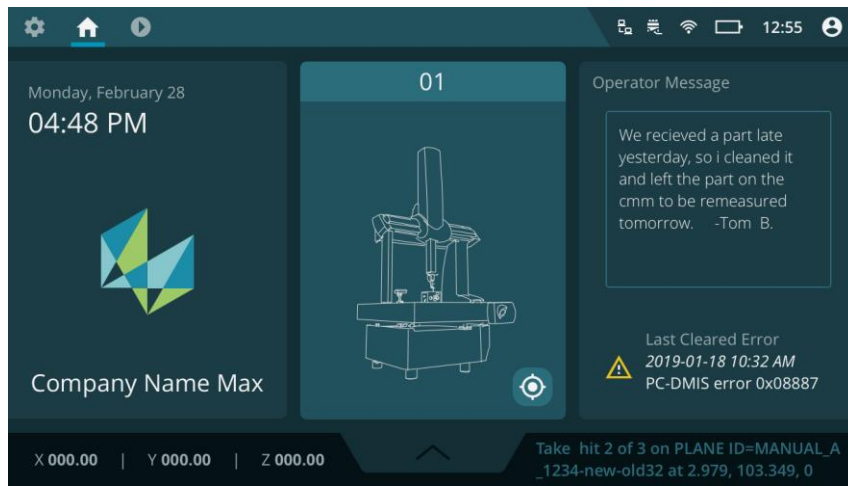 12:55
Monday, February 28
04:48 PM
Company Name Max
01
Operator Message
We recieved a part late
yesterday, so i cleaned it
and left the part on the
cmm to be remeasured
tomorrow. -Tom B.
Last Cleared Error
2019-01-18 10:32 AM
PC-DMIS error 0x08887
X 000.00 | Y 000.00 | Z 000.00
Take hit 2 of 3 on PLANE ID=MANUAL_A
_1234-new-old32 at 2.979, 103.349, 0